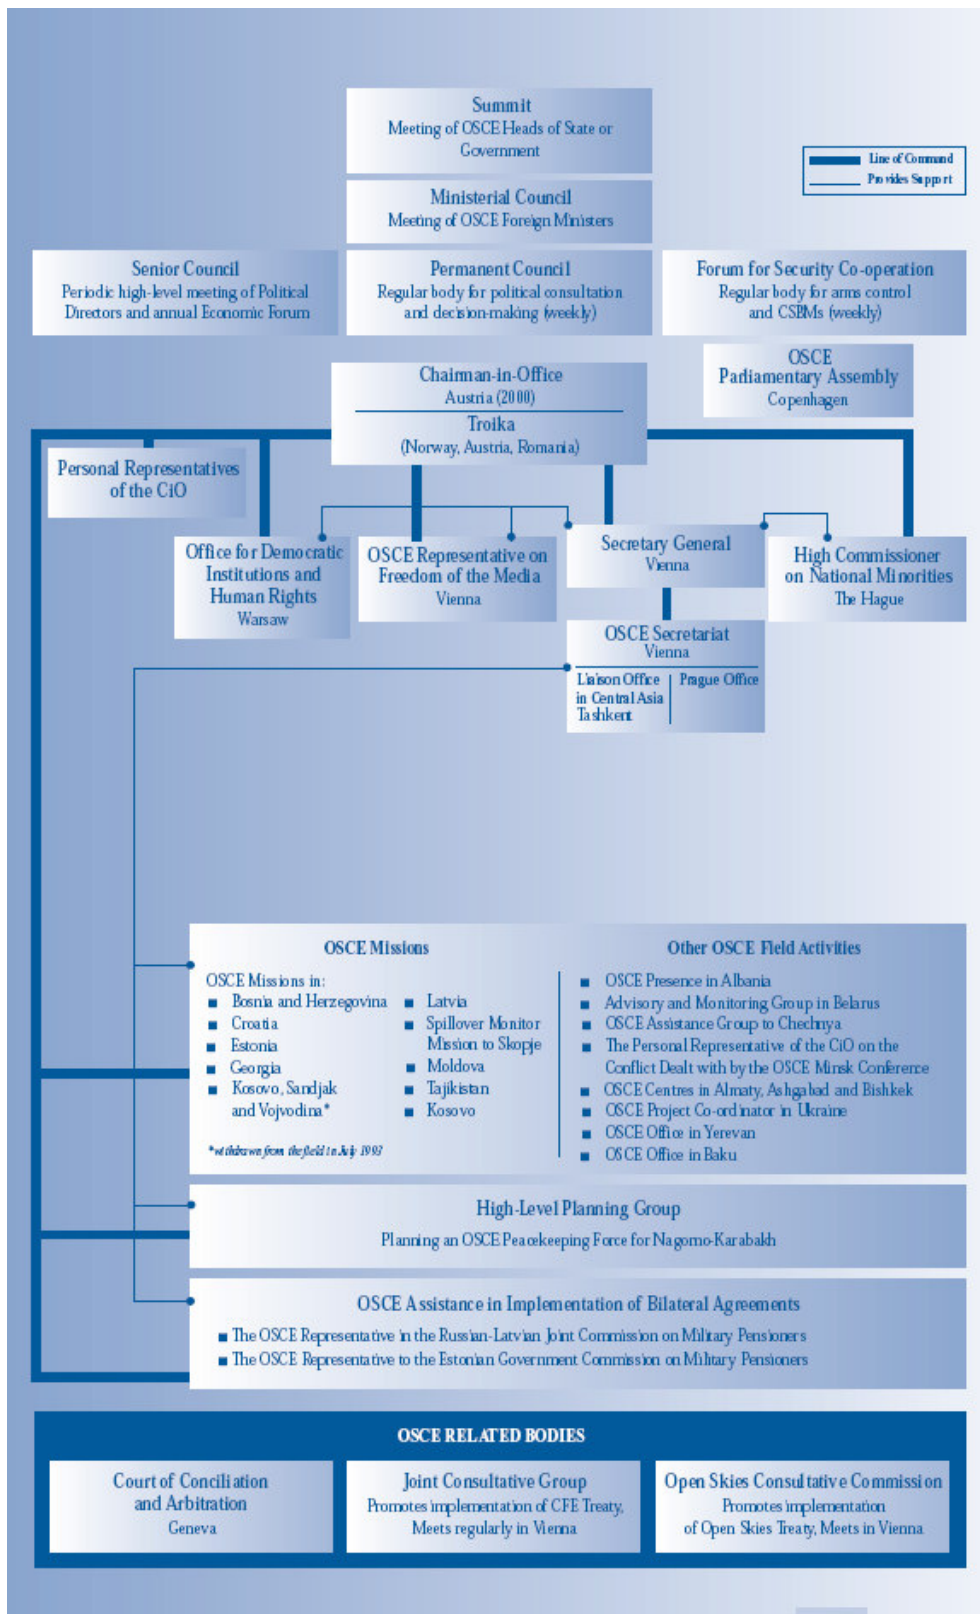 Summit
Meeting of OSCE Heads of State or
Government
Line of Command
Provides Support
Ministerial Council
Meeting of OSCE Foreign Ministers
Senior Council
Periodic high-level meeting of Political
Directors and annual Economic Forum
Permanent Council
Regular body for political consultation
and decision-making (weekly)
Forum for Security Co-operation
Regular body for arms control
and CSBMs (weekly)
OSCE
Parliamentary Assembly
Copenhagen
Chairman-in-Office
Austria (2000)
Troika
(Norway, Austria, Romania)
Personal Representatives
of the CiO
Office for Democratic
Institutions and
Human Rights
Warsaw
OSCE Representative on
Freedom of the Media
Vienna
Secretary General
Vienna
High Commissioner
on National Minorities
The Hague
OSCE Secretariat
Vienna
Liaison Office
in Central Asia
Tashkent
Prague Office
OSCE Missions
OSCE Missions in:
Bosnia and Herzegovina
Croatia
Estonia
Georgia
Kosovo, Sandjak
and Vojvodina*
Latvia
Spillover Monitor
Mission to Skopje
Moldova
Tajikistan
Kosovo
*withdrawn from the field in July 1993
Other OSCE Field Activities
OSCE Presence in Albania
Advisory and Monitoring Group in Belarus
OSCE Assistance Group to Chechnya
The Personal Representative of the CiO on the
Conflict Dealt with by the OSCE Minsk Conference
OSCE Centres in Almaty, Ashgabad and Bishkek
OSCE Project Co-ordinator in Ukraine
OSCE Office in Yerevan
OSCE Office in Baku
High-Level Planning Group
Planning an OSCE Peacekeeping Force for Nagorno-Karabakh
OSCE Assistance in Implementation of Bilateral Agreements
The OSCE Representative in the Russian-Latvian Joint Commission on Military Pensioners
The OSCE Representative to the Estonian Government Commission on Military Pensioners
OSCE RELATED BODIES
Court of Conciliation
and Arbitration
Geneva
Joint Consultative Group
Promotes implementation of CFE Treaty,
Meets regularly in Vienna
Open Skies Consultative Commission
Promotes implementation
of Open Skies Treaty, Meets in Vienna